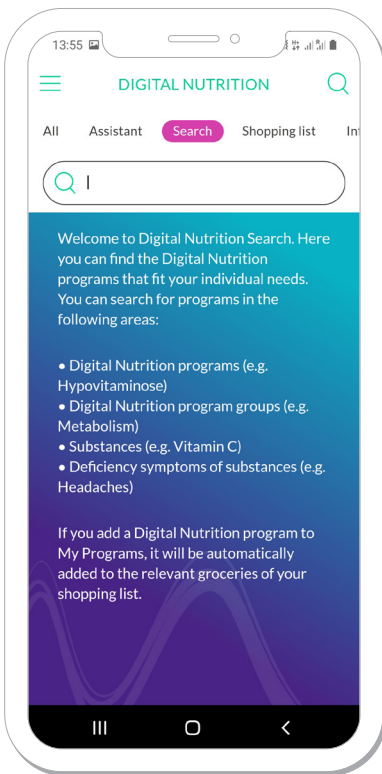 13:55
DIGITAL NUTRITION
All Assistant Search Shopping list
Welcome to Digital Nutrition Search. Here
you can find the Digital Nutrition
programs that fit your individual needs.
You can search for programs in the
following areas:
• Digital Nutrition programs (e.g.
Hypovitaminose)
• Digital Nutrition program groups (e.g.
Metabolism)
• Substances (e.g. Vitamin C)
• Deficiency symptoms of substances (e.g.
Headaches)
If you add a Digital Nutrition program to
My Programs, it will be automatically
added to the relevant groceries of your
shopping list.